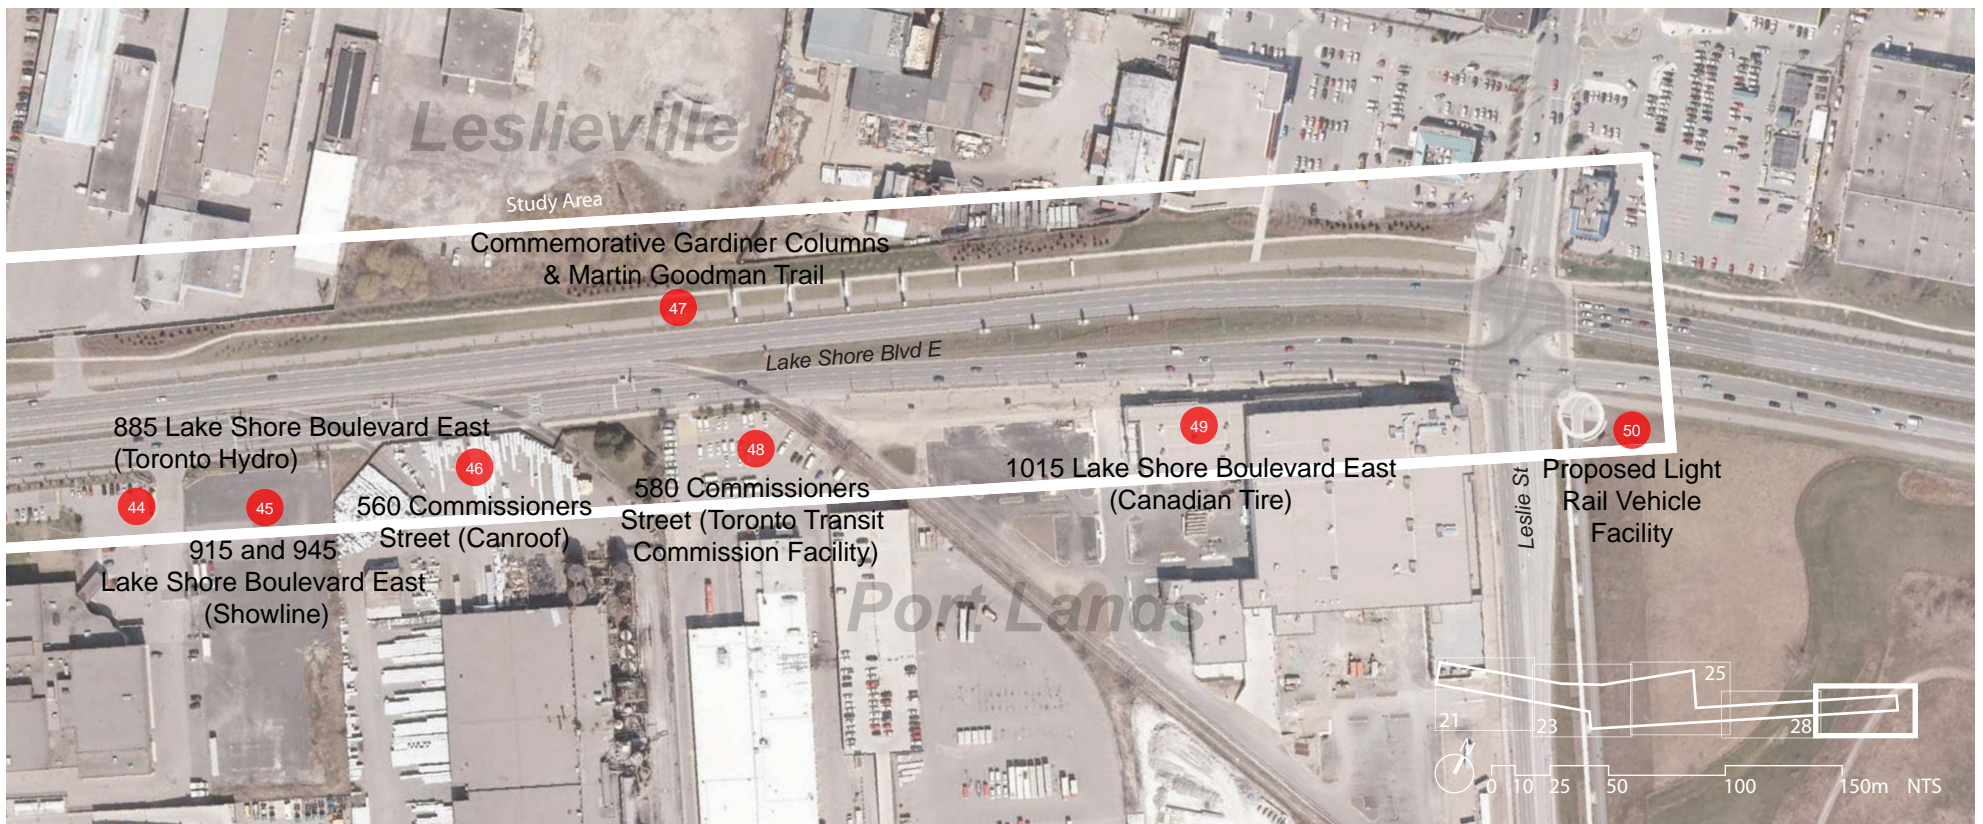 Leslieville
Study Area
Commemorative Gardiner Columns
& Martin Goodman Trail
47
Lake Shore Blvd E
885 Lake Shore Boulevard East
(Toronto Hydro)
44
45
915 and 945
Lake Shore Boulevard East
(Showline)
46
560 Commissioners
Street (Canroof)
48
580 Commissioners
Street (Toronto Transit
Commission Facility)
49
1015 Lake Shore Boulevard East
(Canadian Tire)
Leslie St.
50
Proposed Light
Rail Vehicle
Facility
Port Lands
25
21
23
28
N
0 10 25 50 100 150m NTS